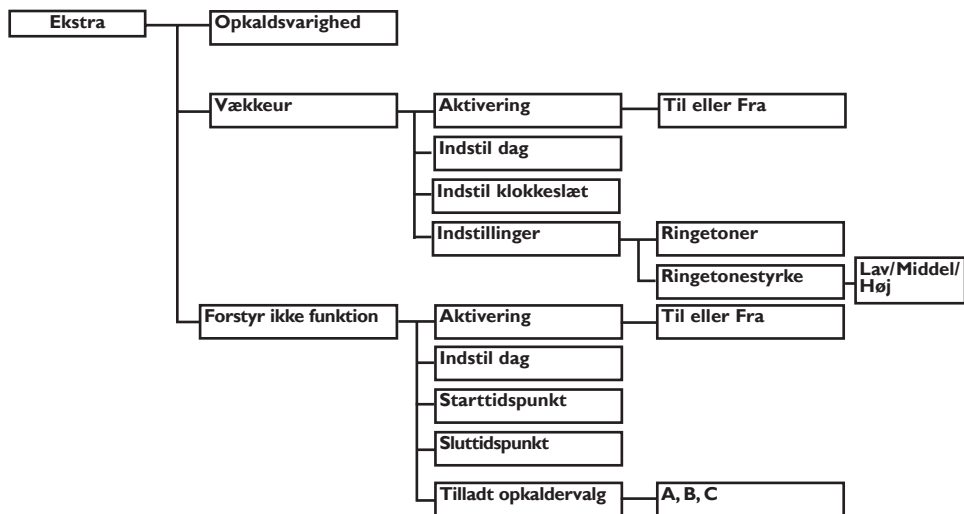 Ekstra
Opkaldsvarighed
Vækkeur
Aktivering
Til eller Fra
Indstil dag
Indstil klokkeslæt
Indstillinger
Ringetoner
Ringetonestyrke
Lav/Middel/
Høj
Forstyr ikke funktion
Aktivering
Til eller Fra
Indstil dag
Starttidspunkt
Sluttidspunkt
Tilladt opkaldervalg
A, B, C